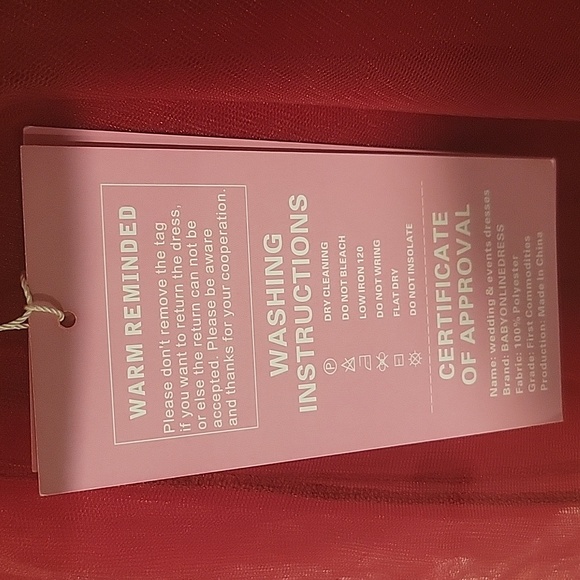 WARM REMINDED
Please don't remove the tag
if you want to return the dress,
or else the return can not be
accepted. Please be aware
and thanks for your cooperation.
WASHING
INSTRUCTIONS
DRY CLEANING
DO NOT BLEACH
LOW IRON 120
DO NOT WRING
FLAT DRY
DO NOT INSOLATE
CERTIFICATE
OF APPROVAL
Name: wedding & events dresses
Brand: BABYONLINEDRESS
Fabric: 100% Polyester
Grade: First Commodities
Production: Made In China